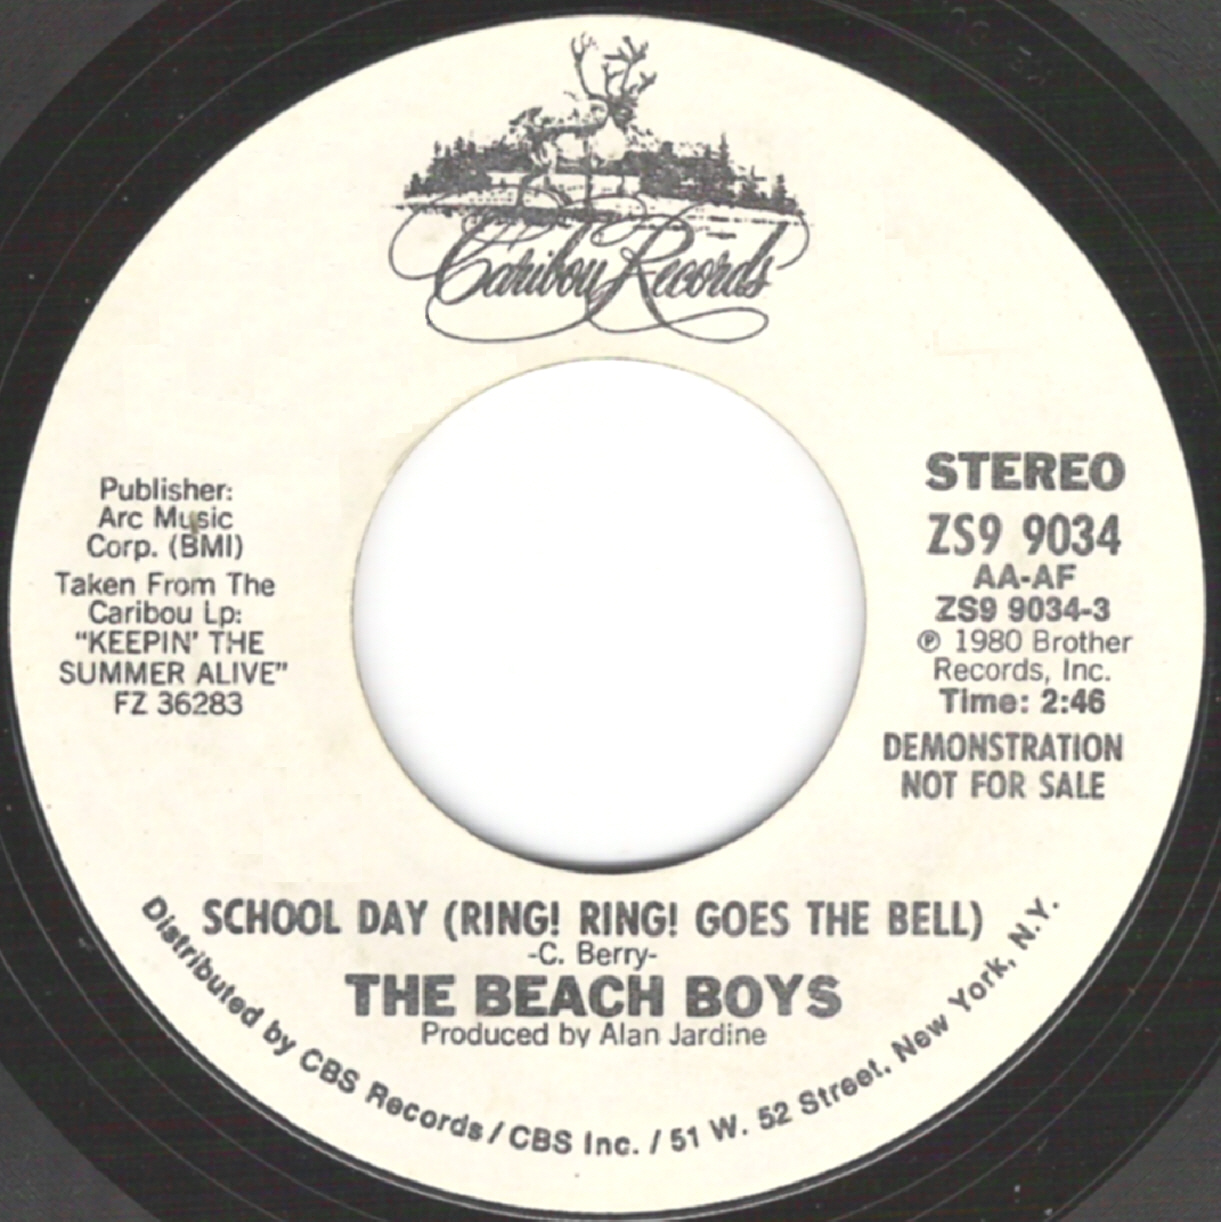 Caribou Records
Publisher:
Arc Music
Corp. (BMI)
Taken From The
Caribou Lp:
"KEEPIN' THE
SUMMER ALIVE"
FZ 36283
STEREO
ZS9 9034
AA-AF
ZS9 9034-3
℗ 1980 Brother
Records, Inc.
Time: 2:46
DEMONSTRATION
NOT FOR SALE
SCHOOL DAY (RING! RING! GOES THE BELL)
-C. Berry-
THE BEACH BOYS
Produced by Alan Jardine
Distributed by CBS Records / CBS Inc. / 51 W. 52 Street, New York, N.Y.